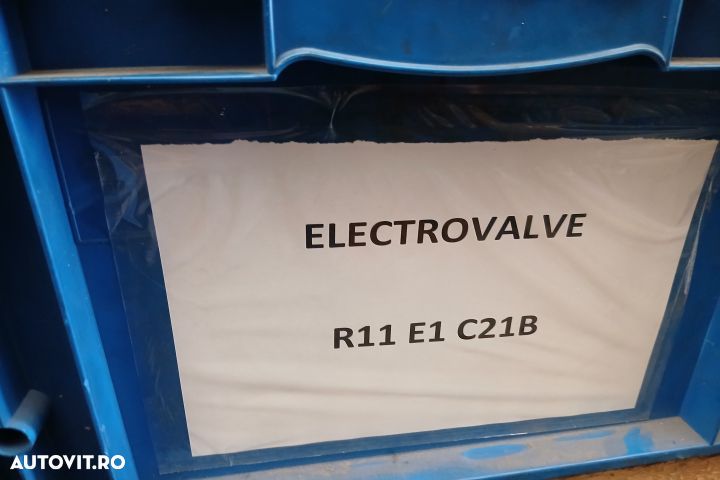 ELECTROVALVE
R11 E1 C21B
AUTOVIT.RO